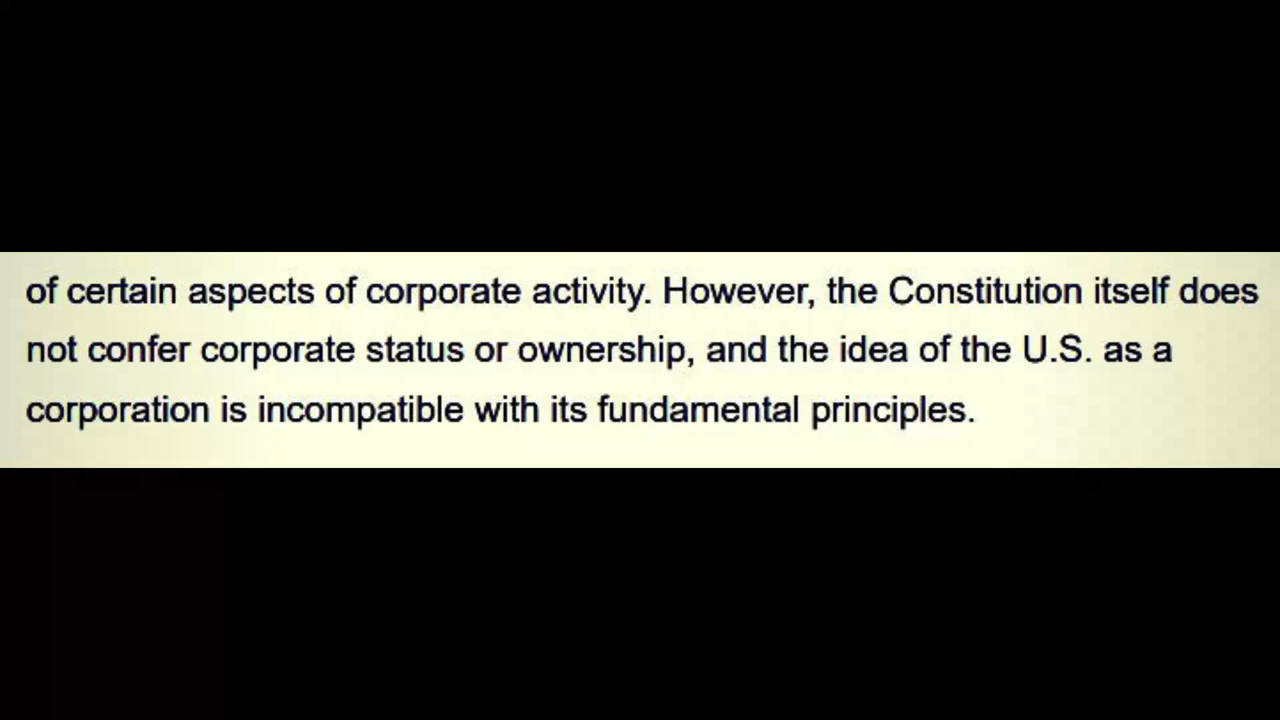 of certain aspects of corporate activity. However, the Constitution itself does
not confer corporate status or ownership, and the idea of the U.S. as a
corporation is incompatible with its fundamental principles.